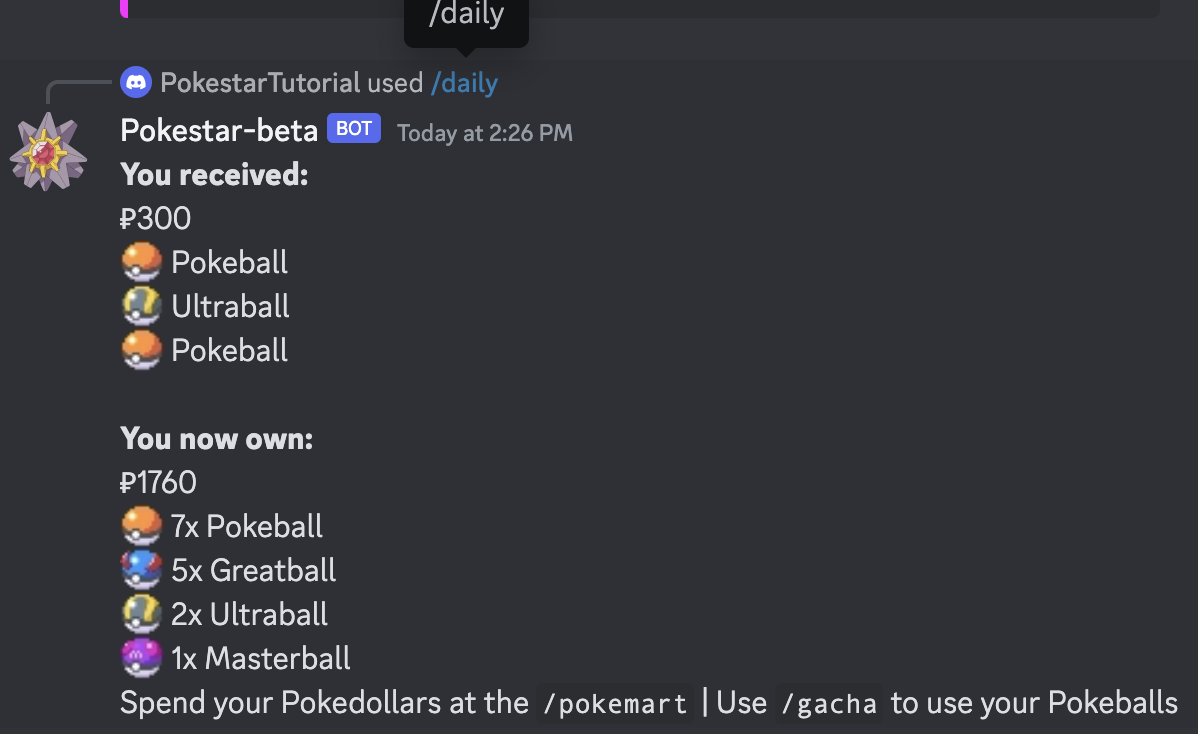 /daily
PokestarTutorial used /daily
Pokestar-beta BOT Today at 2:26 PM
You received:
₽300
Pokeball
Ultraball
Pokeball
You now own:
₽1760
7x Pokeball
5x Greatball
2x Ultraball
1x Masterball
Spend your Pokedollars at the /pokemart | Use /gacha to use your Pokeballs